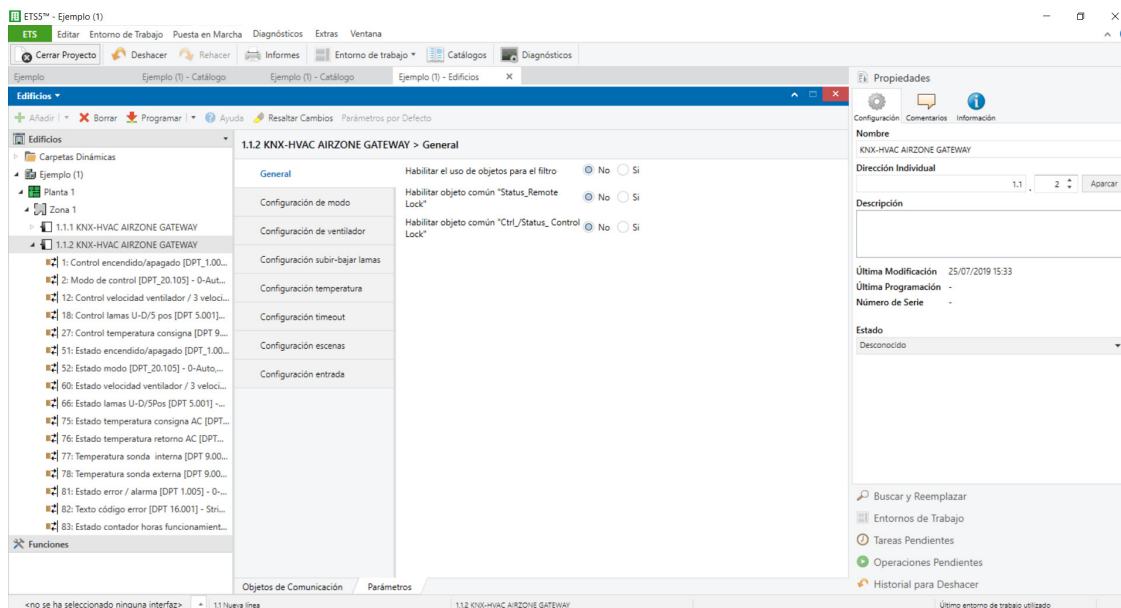 ETS5™ - Ejemplo (1)
ETS Editar Entorno de Trabajo Puesta en Marcha Diagnósticos Extras Ventana
Cerrar Proyecto Deshacer Rehacer Informes Entorno de trabajo Catálogos Diagnósticos
Ejemplo Ejemplo (1) - Catálogo Ejemplo (1) - Catálogo Ejemplo (1) - Edificios
Edificios
Añadir Borrar Programar Ayuda Resaltar Cambios Parámetros por Defecto
Edificios
Carpetas Dinámicas
Ejemplo (1)
Planta 1
Zona 1
1.1.1 KNX-HVAC AIRZONE GATEWAY
1.1.2 KNX-HVAC AIRZONE GATEWAY
1: Control encendido/apagado [DPT_1.00...
2: Modo de control [DPT_20.105] - 0-Aut...
12: Control velocidad ventilador / 3 veloci...
18: Control lamas U-D/5 pos [DPT 5.001]...
27: Control temperatura consigna [DPT 9....
51: Estado encendido/apagado [DPT_1.00...
52: Estado modo [DPT_20.105] - 0-Auto,...
60: Estado velocidad ventilador / 3 veloci...
66: Estado lamas U-D/5Pos [DPT 5.001] -...
75: Estado temperatura consigna AC [DPT...
76: Estado temperatura retorno AC [DPT...
77: Temperatura sonda interna [DPT 9.00...
78: Temperatura sonda externa [DPT 9.00...
81: Estado error / alarma [DPT 1.005] - 0-...
82: Texto código error [DPT 16.001] - Stri...
83: Estado contador horas funcionamient...
Funciones
1.1.2 KNX-HVAC AIRZONE GATEWAY > General
General
Configuración de modo
Configuración de ventilador
Configuración subir-bajar lamas
Configuración temperatura
Configuración timeout
Configuración escenas
Configuración entrada
Habilitar el uso de objetos para el filtro No Si
Habilitar objeto común "Status_Remote
Lock" No Si
Habilitar objeto común "Ctrl_/Status_ Control
Lock" No Si
Objetos de Comunicación Parámetros
Propiedades
Configuración Comentarios Información
Nombre
KNX-HVAC AIRZONE GATEWAY
Dirección Individual
1.1 . 2 Aparcar
Descripción
Última Modificación 25/07/2019 15:33
Última Programación -
Número de Serie -
Estado
Desconocido
Buscar y Reemplazar
Entornos de Trabajo
Tareas Pendientes
Operaciones Pendientes
Historial para Deshacer
<no se ha seleccionado ninguna interfaz> 1.1 Nueva línea 1.1.2 KNX-HVAC AIRZONE GATEWAY Último entorno de trabajo utilizado